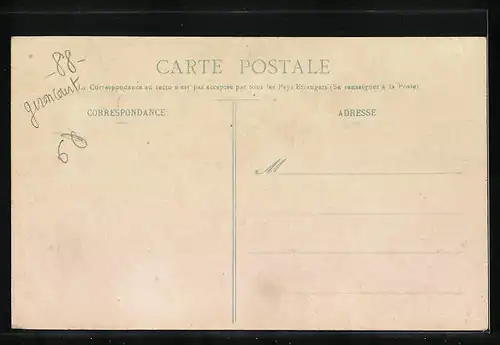 -88-
gironcourt
CARTE POSTALE
La Correspondance au recto n'est pas acceptée par tous les Pays Etrangers (Se renseigner à la Poste)
CORRESPONDANCE
ADRESSE
M